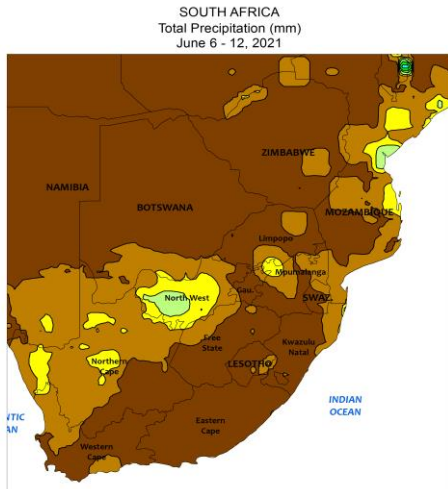 SOUTH AFRICA
Total Precipitation (mm)
June 6 - 12, 2021
ZIMBABWE
NAMIBIA
BOTSWANA
MOZAMBIQUE
Limpopo
Mpumalanga
Gau.
SWAZ.
North West
Free
State
Kwazulu
Natal
LESOTHO
Northern
Cape
INDIAN
OCEAN
NTIC
AN
Eastern
Cape
Western
Cape